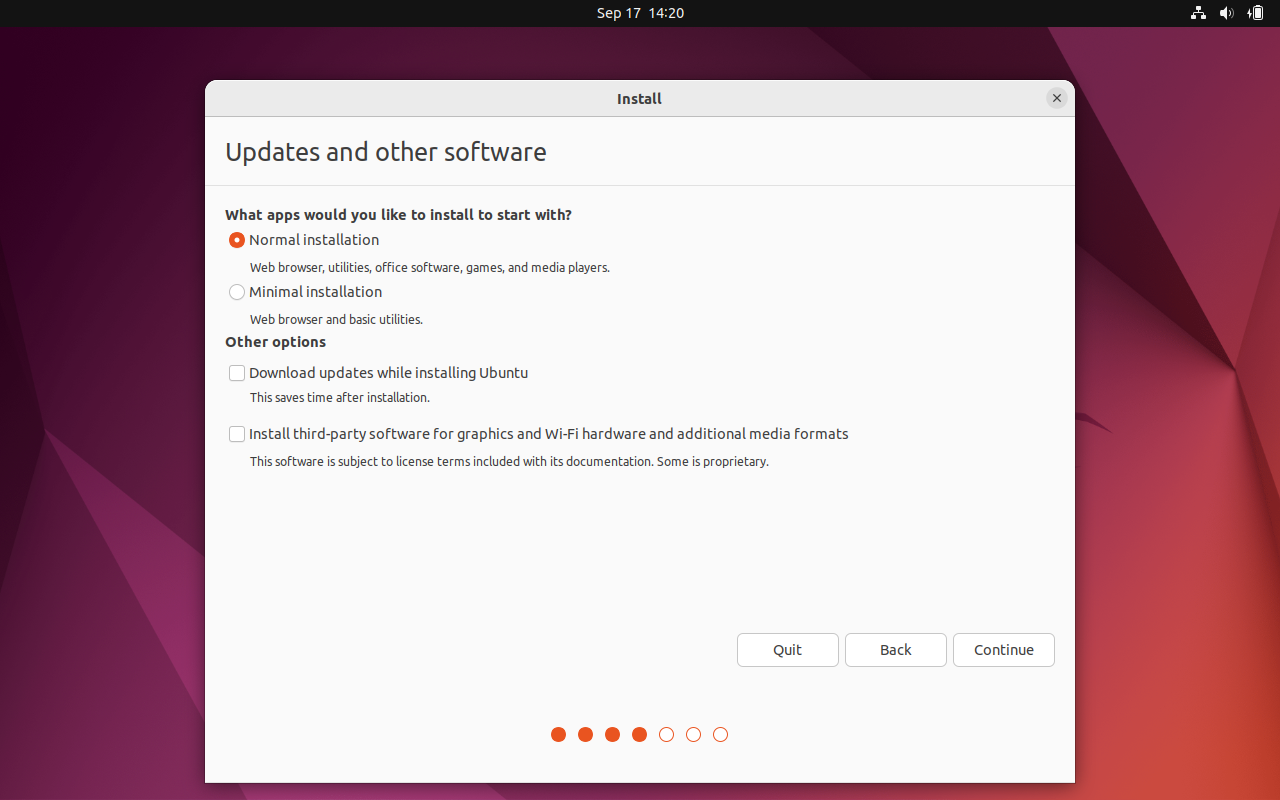 Sep 17 14:20
Install
Updates and other software
What apps would you like to install to start with?
Normal installation
Web browser, utilities, office software, games, and media players.
Minimal installation
Web browser and basic utilities.
Other options
Download updates while installing Ubuntu
This saves time after installation.
Install third-party software for graphics and Wi-Fi hardware and additional media formats
This software is subject to license terms included with its documentation. Some is proprietary.
Quit Back Continue